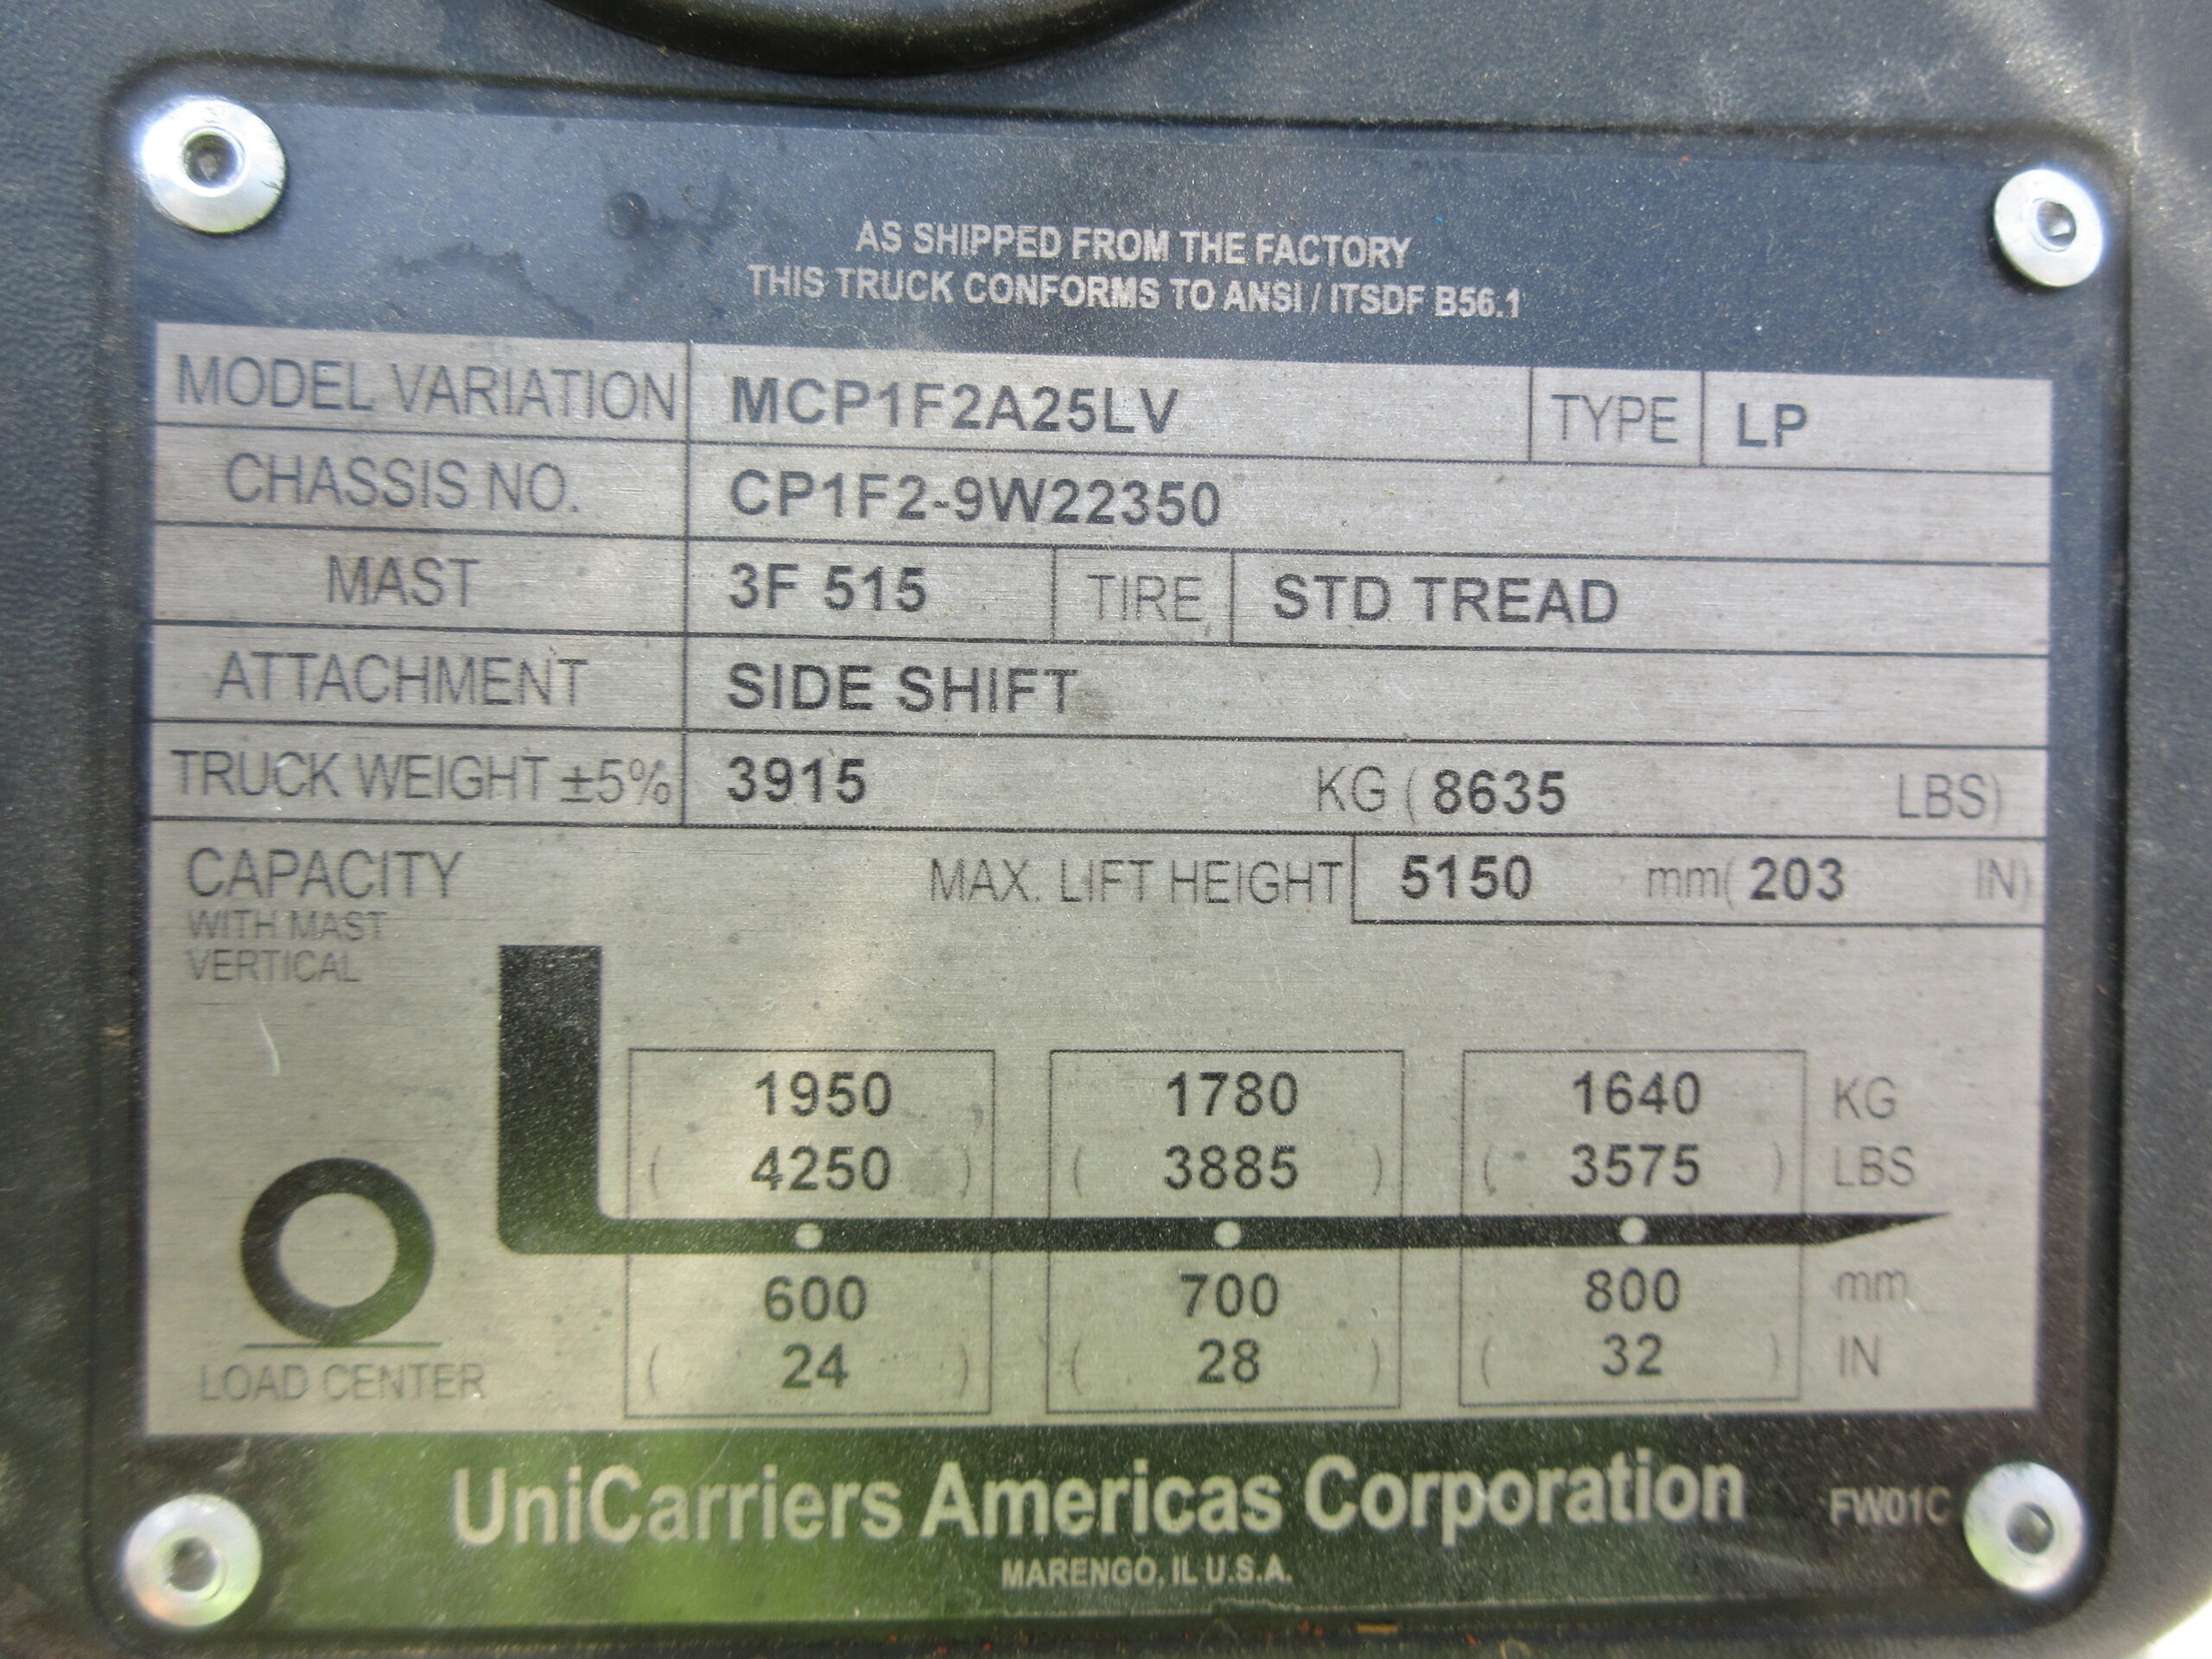 AS SHIPPED FROM THE FACTORY
THIS TRUCK CONFORMS TO ANSI / ITSDF B56.1
MODEL VARIATION MCP1F2A25LV TYPE LP
CHASSIS NO. CP1F2-9W22350
MAST 3F 515 TIRE STD TREAD
ATTACHMENT SIDE SHIFT
TRUCK WEIGHT ±5% 3915 KG ( 8635 LBS)
CAPACITY MAX. LIFT HEIGHT 5150 mm( 203 IN)
WITH MAST
VERTICAL
1950 1780 1640 KG
( 4250 ) ( 3885 ) ( 3575 ) LBS
600 700 800 mm
( 24 ) ( 28 ) ( 32 ) IN
LOAD CENTER
UniCarriers Americas Corporation FW01C
MARENGO, IL U.S.A.